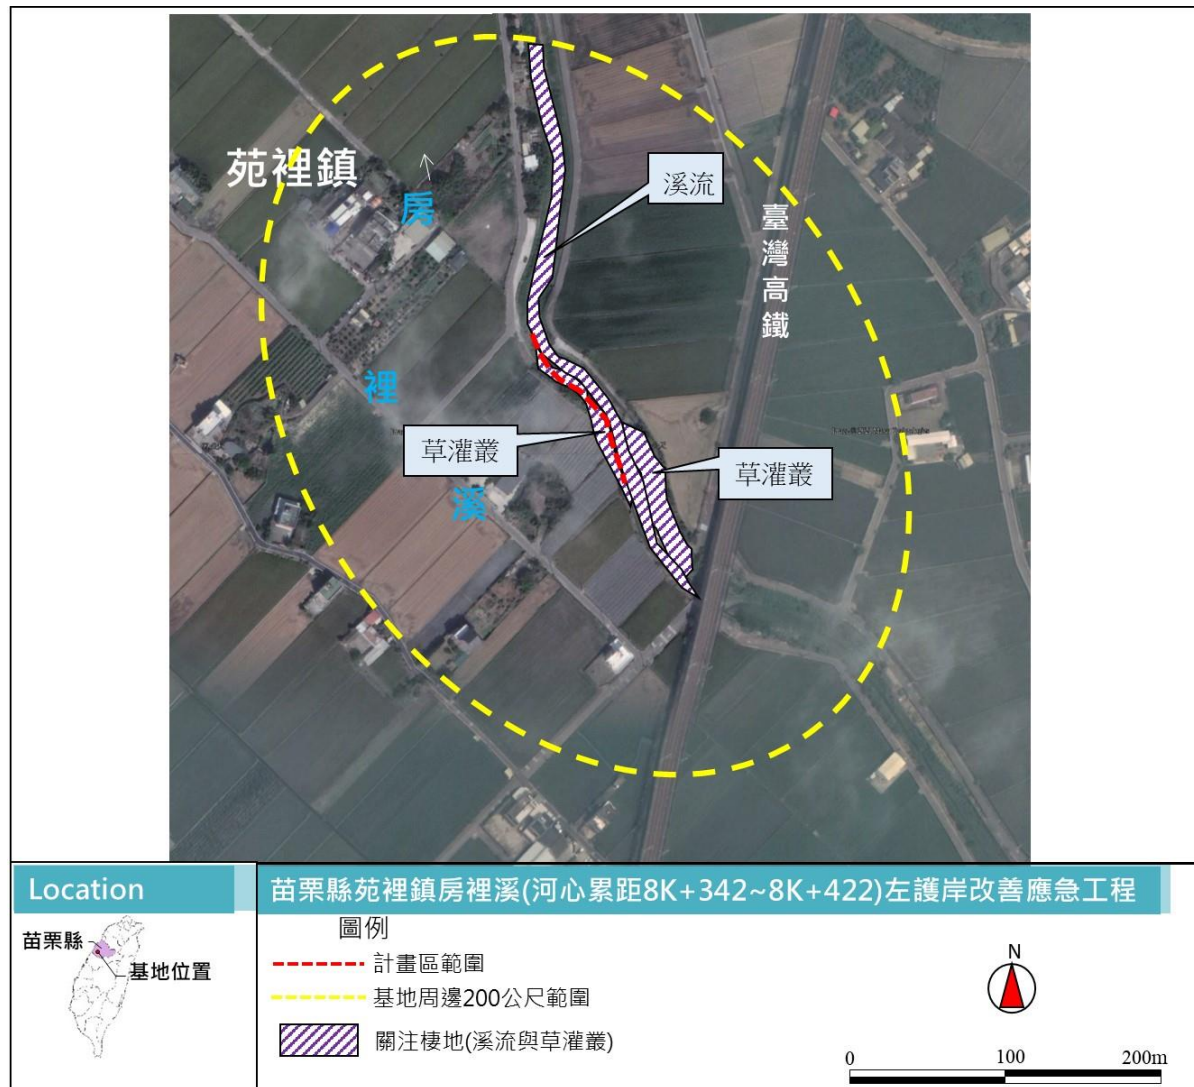 苑裡鎮
房
裡
溪
溪流
臺灣高鐵
草灌叢
草灌叢
Location
苗栗縣苑裡鎮房裡溪(河心累距8K+342~8K+422)左護岸改善應急工程
苗栗縣
基地位置
圖例
計畫區範圍
基地周邊200公尺範圍
關注棲地(溪流與草灌叢)
N
0 100 200m